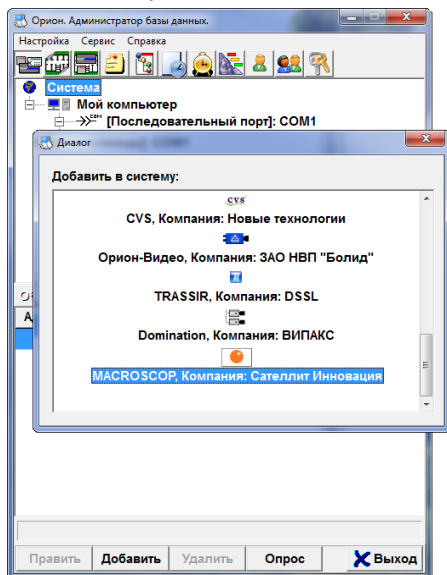 Орион. Администратор базы данных.
Настройка Сервис Справка
Система
Мой компьютер
COM [Последовательный порт]: COM1
Диалог
Добавить в систему:
CVS
CVS, Компания: Новые технологии
Орион-Видео, Компания: ЗАО НВП "Болид"
TRASSIR, Компания: DSSL
Domination, Компания: ВИПАКС
MACROSCOP, Компания: Сателлит Инновация
Править Добавить Удалить Опрос Выход